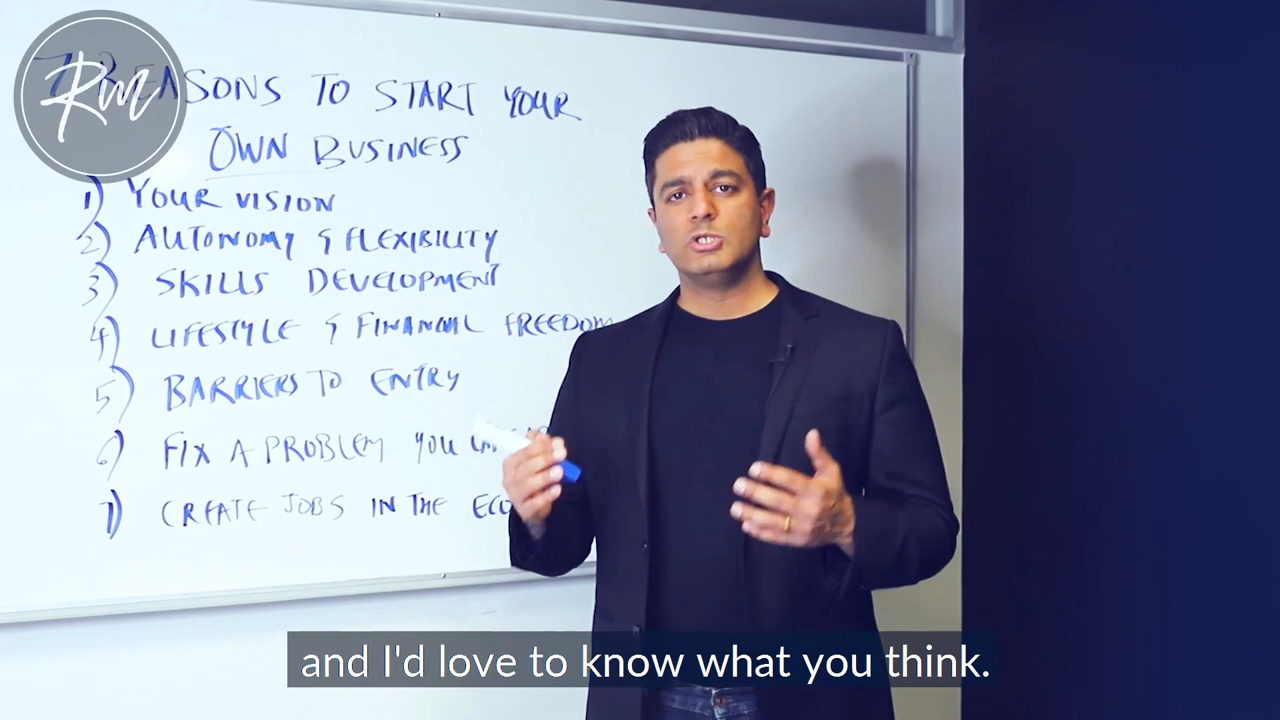 RM
7 REASONS TO START YOUR
OWN BUSINESS
1) YOUR VISION
2) AUTONOMY & FLEXIBILITY
3) SKILLS DEVELOPMENT
4) LIFESTYLE & FINANCIAL FREEDOM
5) BARRIERS TO ENTRY
6) FIX A PROBLEM YOU
7) CREATE JOBS IN THE
and I'd love to know what you think.